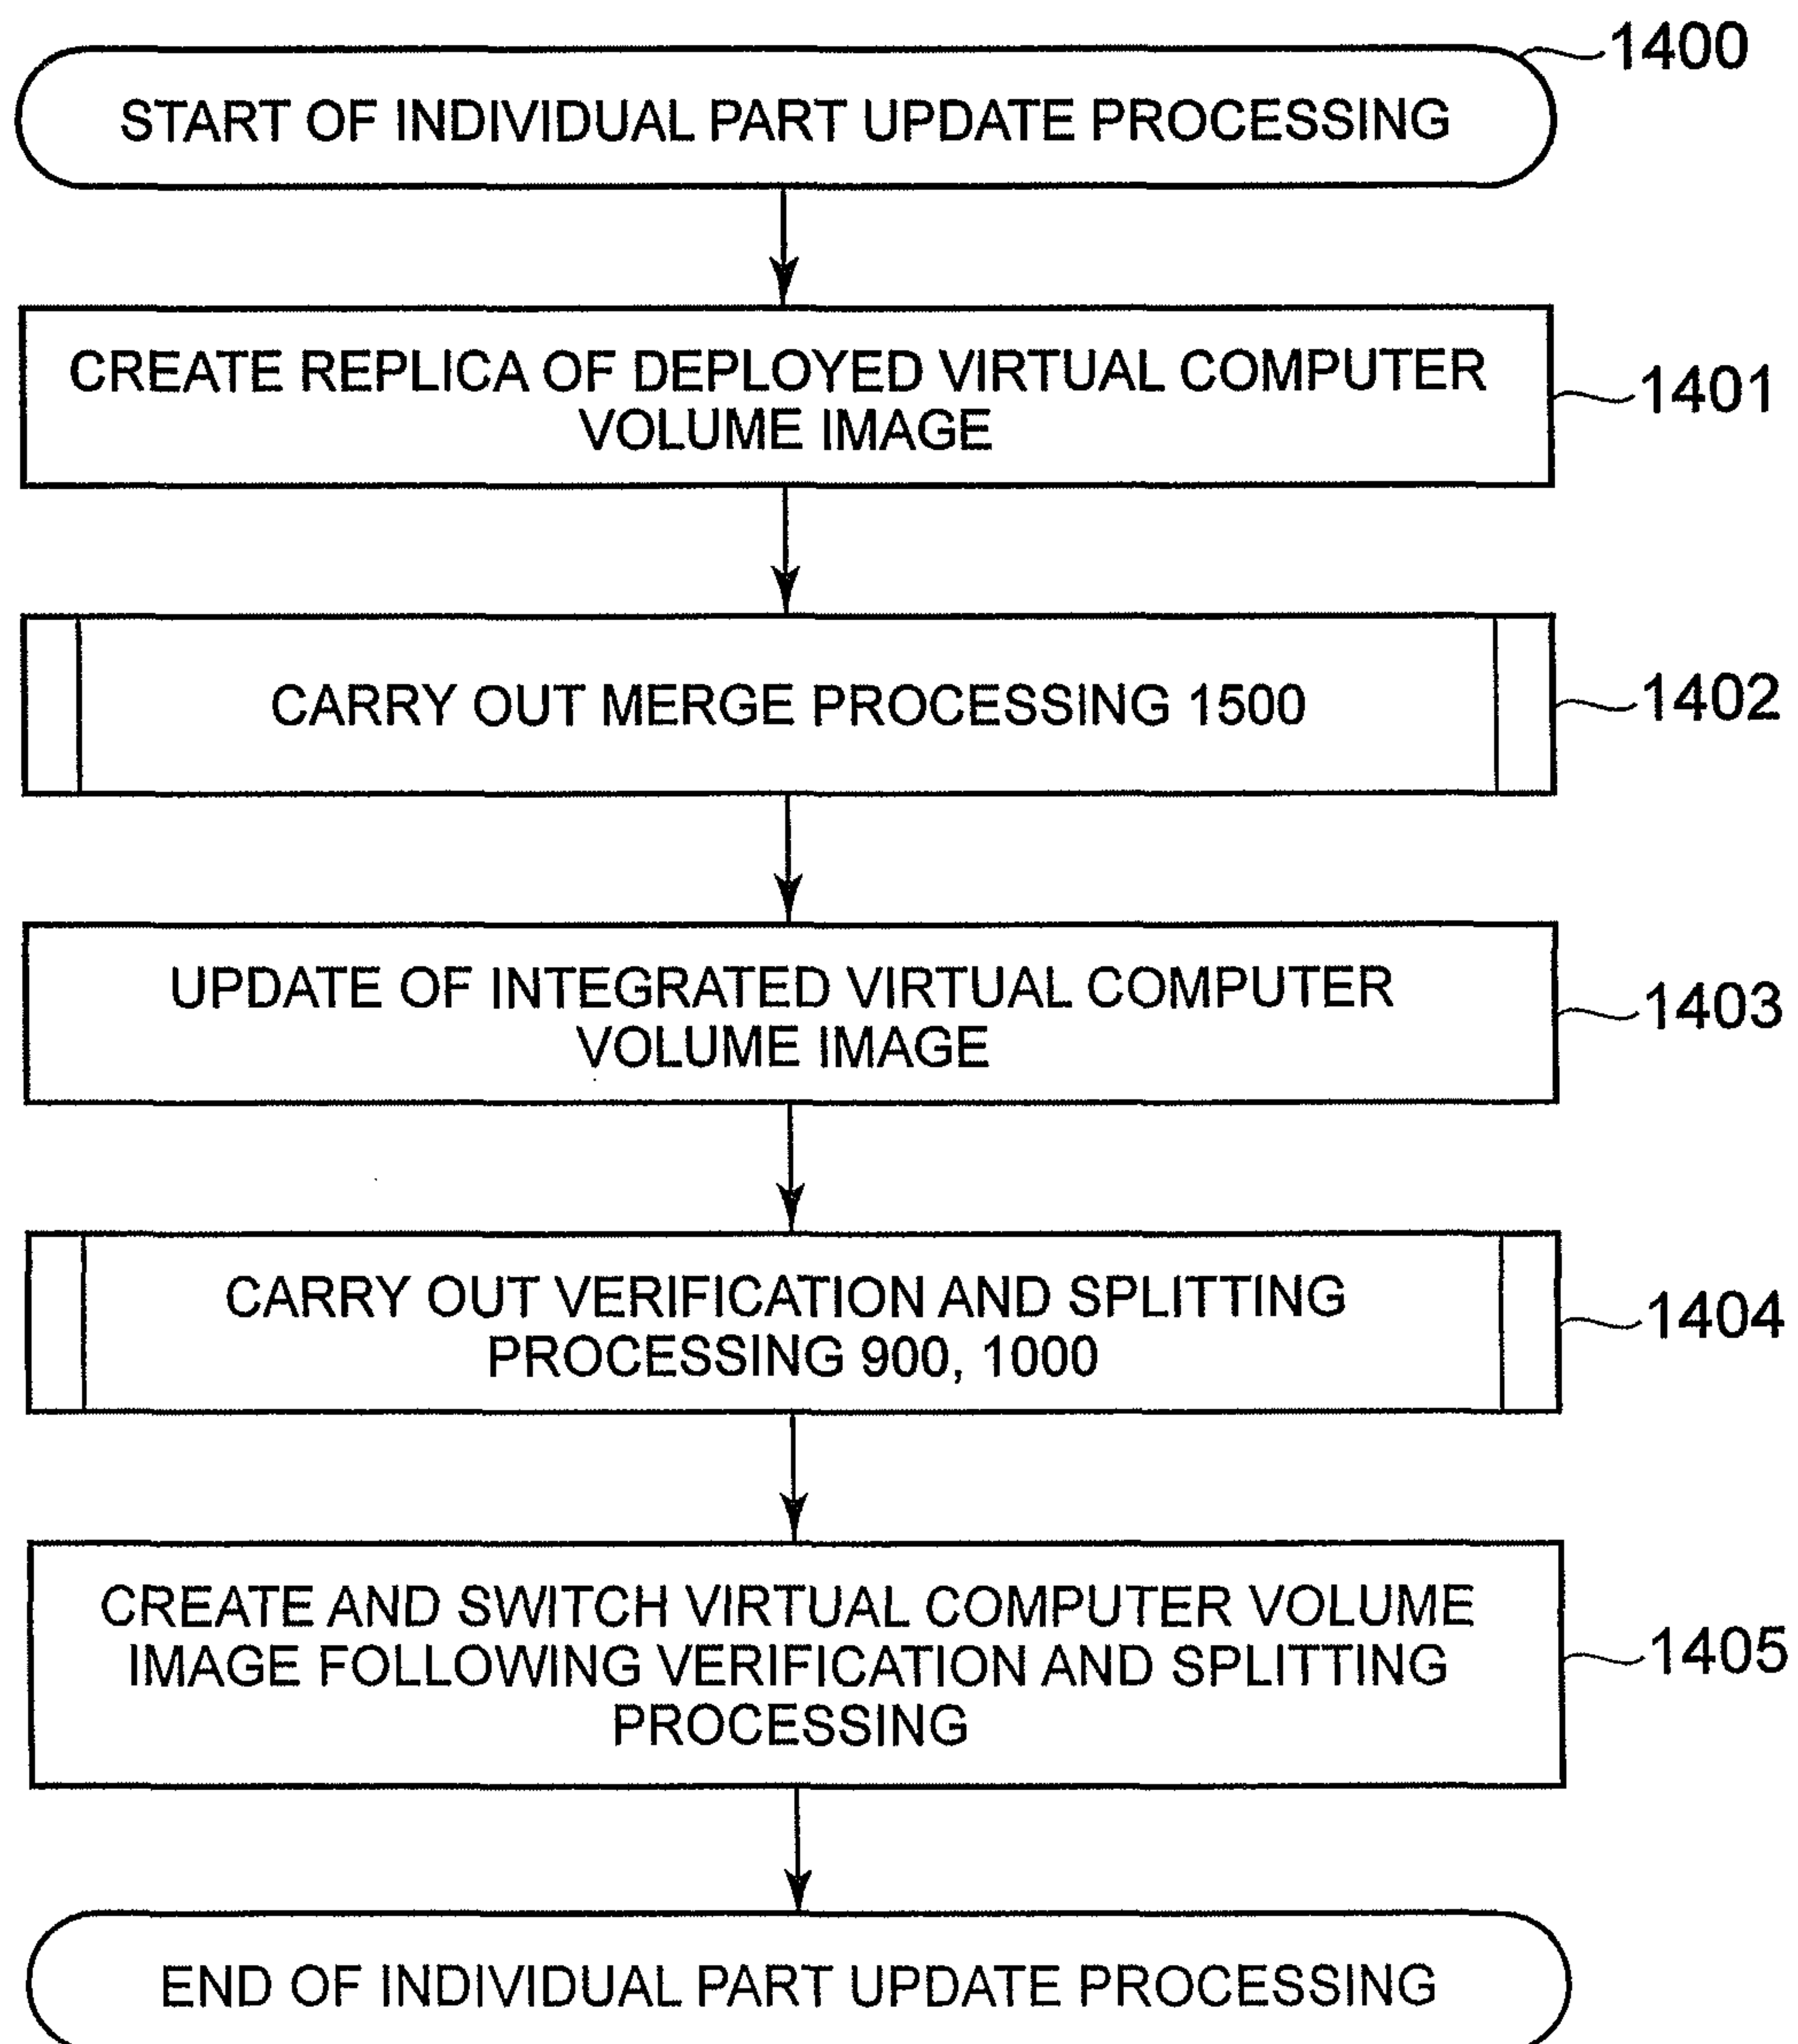 1400
START OF INDIVIDUAL PART UPDATE PROCESSING
CREATE REPLICA OF DEPLOYED VIRTUAL COMPUTER
VOLUME IMAGE
1401
CARRY OUT MERGE PROCESSING 1500
1402
UPDATE OF INTEGRATED VIRTUAL COMPUTER
VOLUME IMAGE
1403
CARRY OUT VERIFICATION AND SPLITTING
PROCESSING 900, 1000
1404
CREATE AND SWITCH VIRTUAL COMPUTER VOLUME
IMAGE FOLLOWING VERIFICATION AND SPLITTING
PROCESSING
1405
END OF INDIVIDUAL PART UPDATE PROCESSING